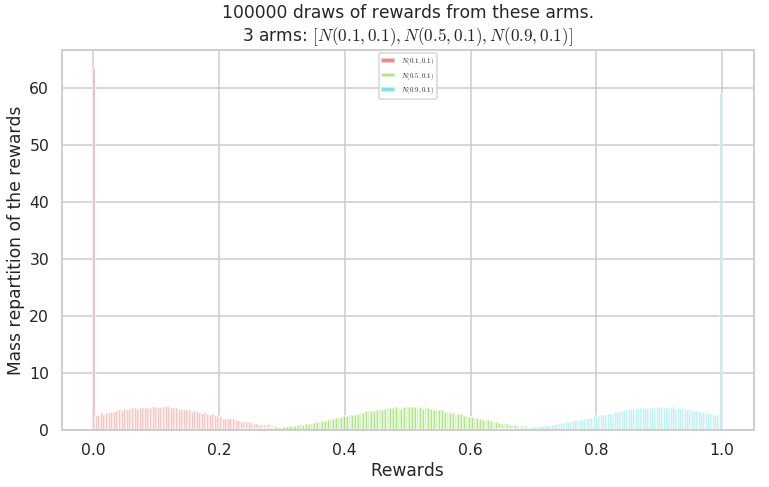 100000 draws of rewards from these arms.
3 arms: [N(0.1, 0.1), N(0.5, 0.1), N(0.9, 0.1)]
N(0.1, 0.1)
N(0.5, 0.1)
N(0.9, 0.1)
Mass repartition of the rewards
60
50
40
30
20
10
0
0.0 0.2 0.4 0.6 0.8 1.0
Rewards